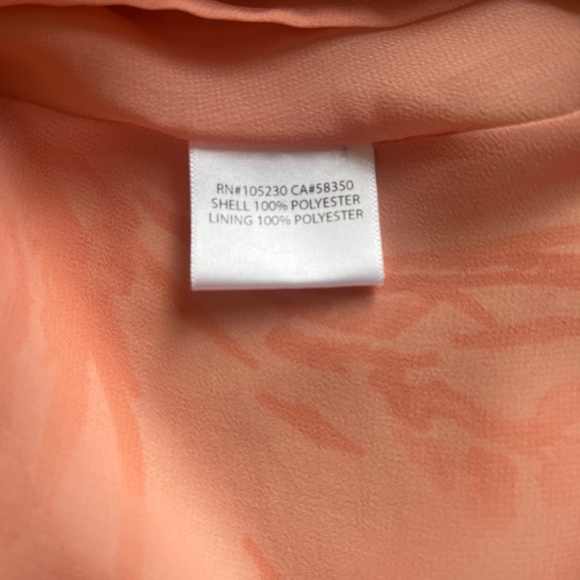 RN#105230 CA#58350
SHELL 100% POLYESTER
LINING 100% POLYESTER